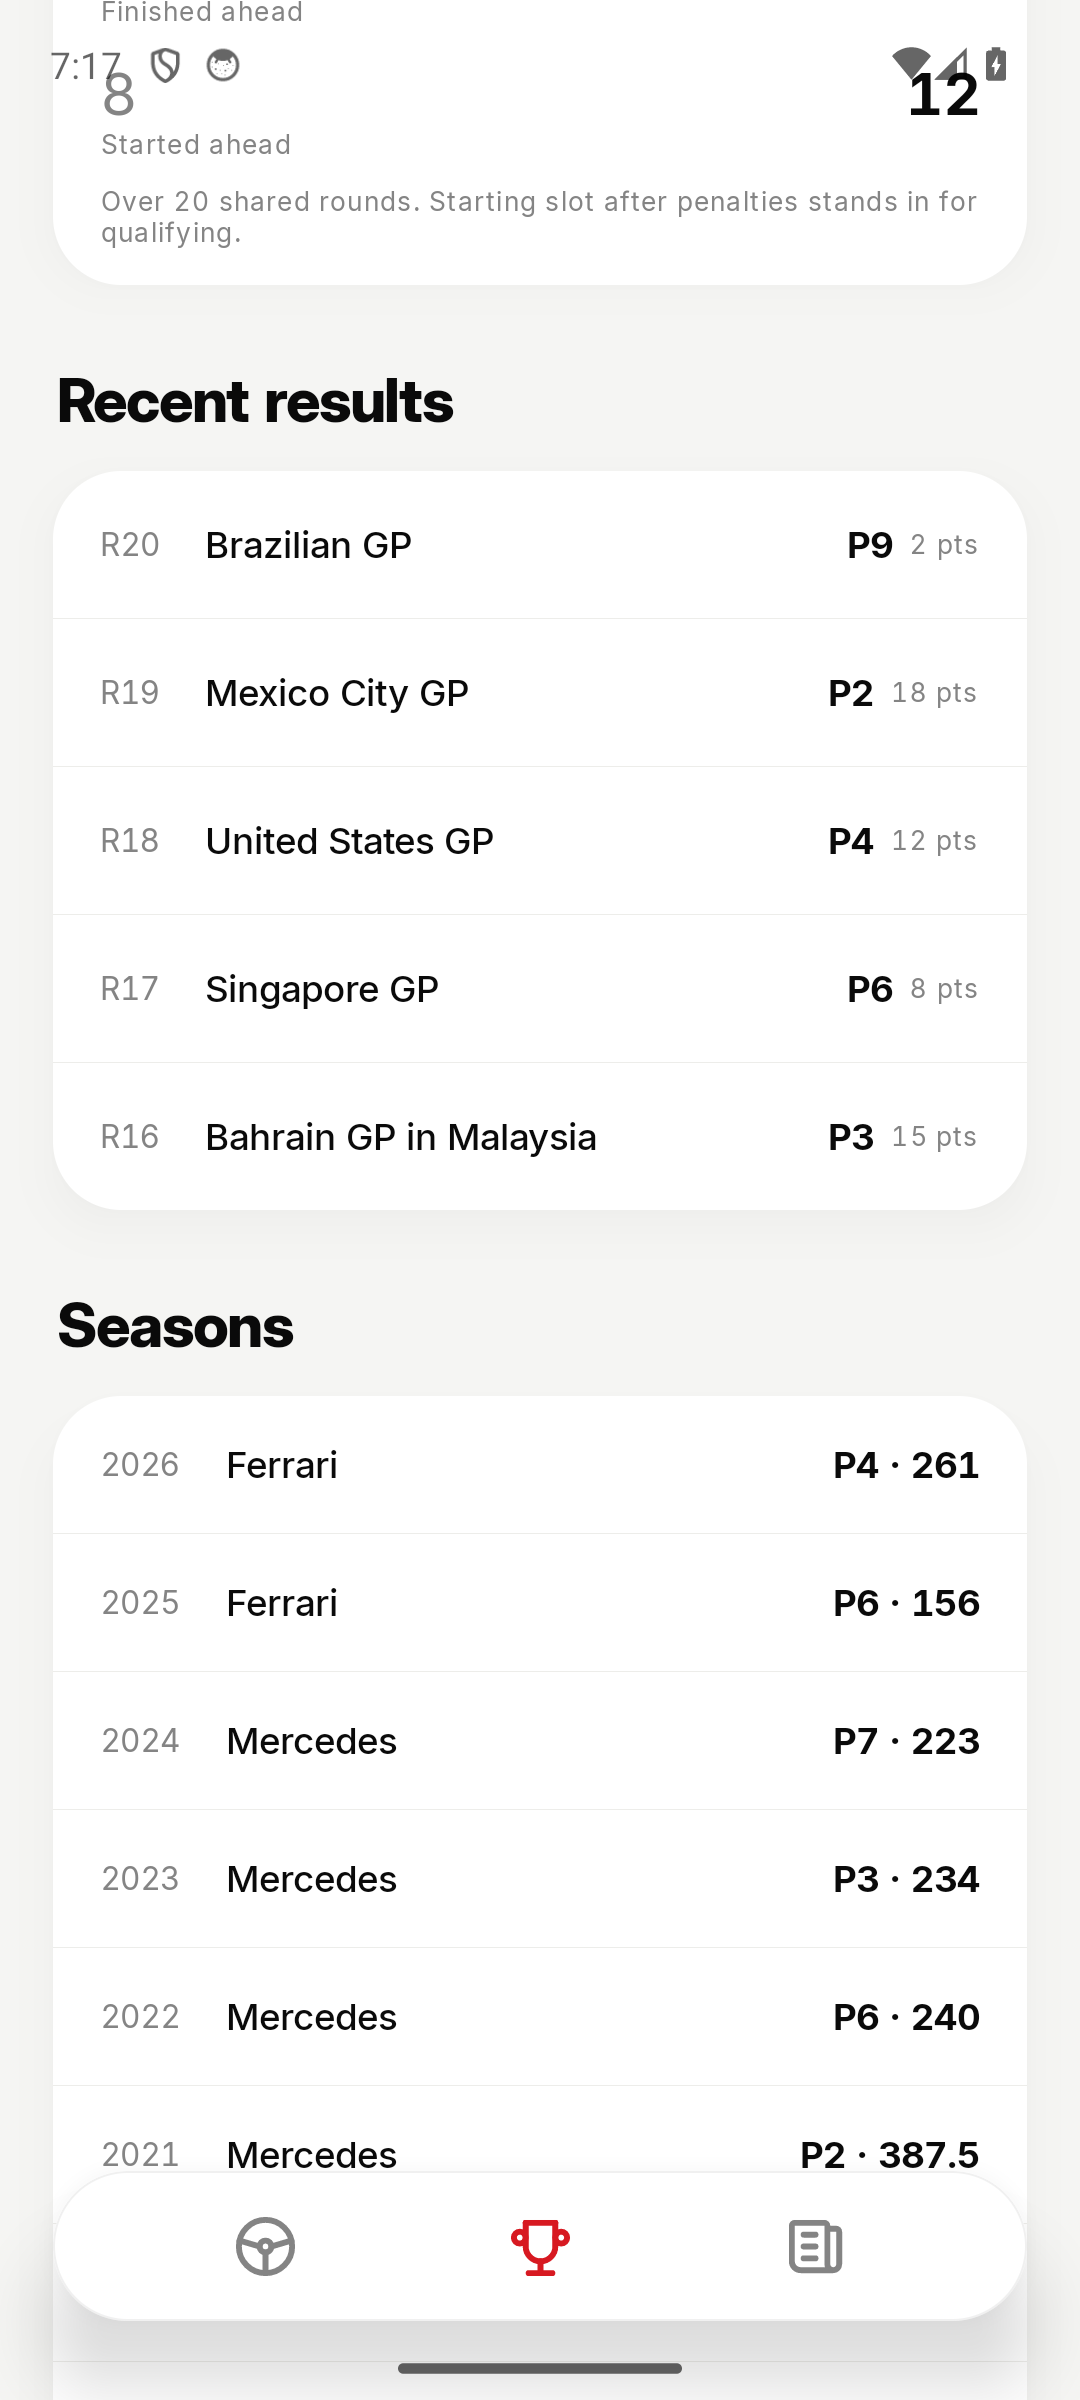 Finished ahead
7:17
8 12
Started ahead
Over 20 shared rounds. Starting slot after penalties stands in for
qualifying.
Recent results
R20 Brazilian GP P9 2 pts
R19 Mexico City GP P2 18 pts
R18 United States GP P4 12 pts
R17 Singapore GP P6 8 pts
R16 Bahrain GP in Malaysia P3 15 pts
Seasons
2026 Ferrari P4 · 261
2025 Ferrari P6 · 156
2024 Mercedes P7 · 223
2023 Mercedes P3 · 234
2022 Mercedes P6 · 240
2021 Mercedes P2 · 387.5